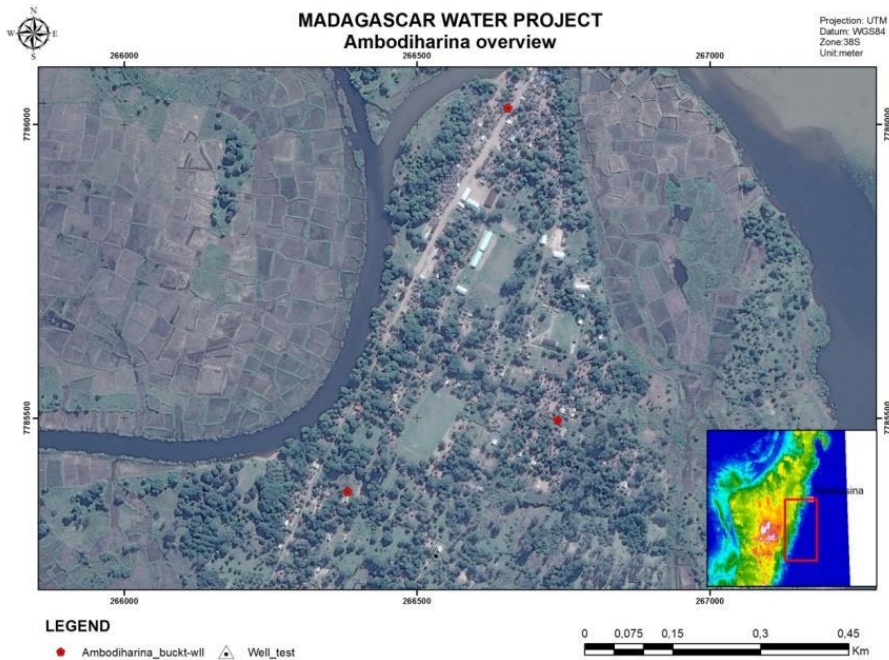 MADAGASCAR WATER PROJECT
Ambodiharina overview
Projection: UTM
Datum: WGS84
Zone:38S
Unit:meter
N
W
E
S
266000
266500
267000
7786000
7786000
7785500
7785500
266000
266500
267000
LEGEND
Ambodiharina_buckt-wll
Well_test
0 0,075 0,15 0,3 0,45
Km